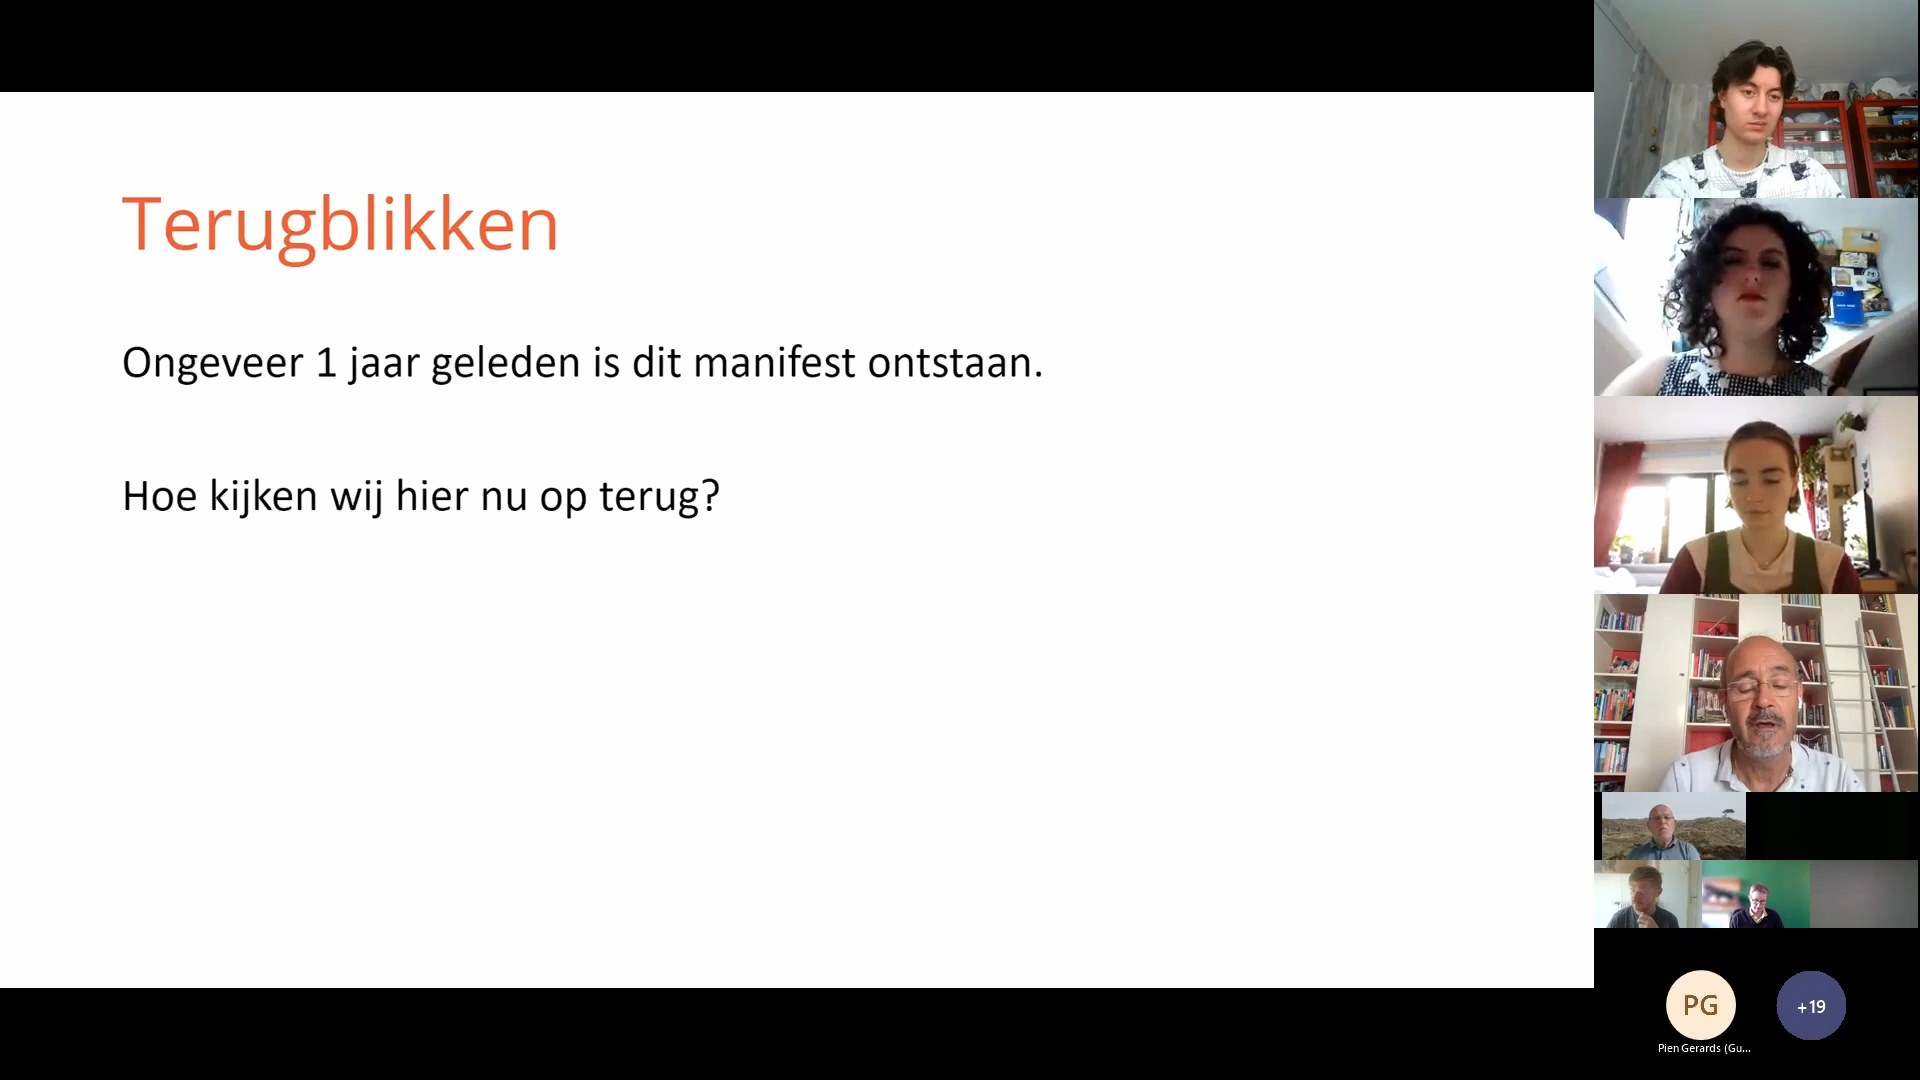 Terugblikken
Ongeveer 1 jaar geleden is dit manifest ontstaan.
Hoe kijken wij hier nu op terug?
PG
+19
Pien Gerards (Gu...